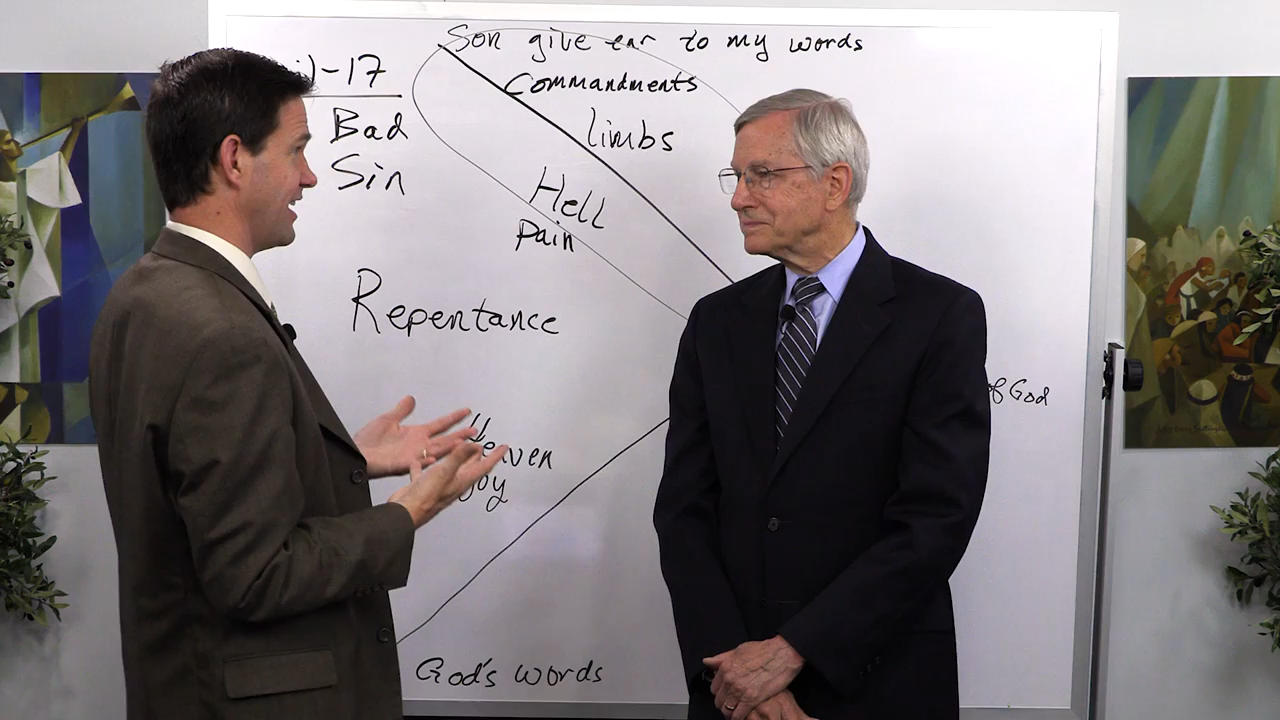 Son give ear to my words
Commandments
limbs
1-17
Bad
Sin
Hell
Pain
Repentance
of God
Heaven
Joy
God's words